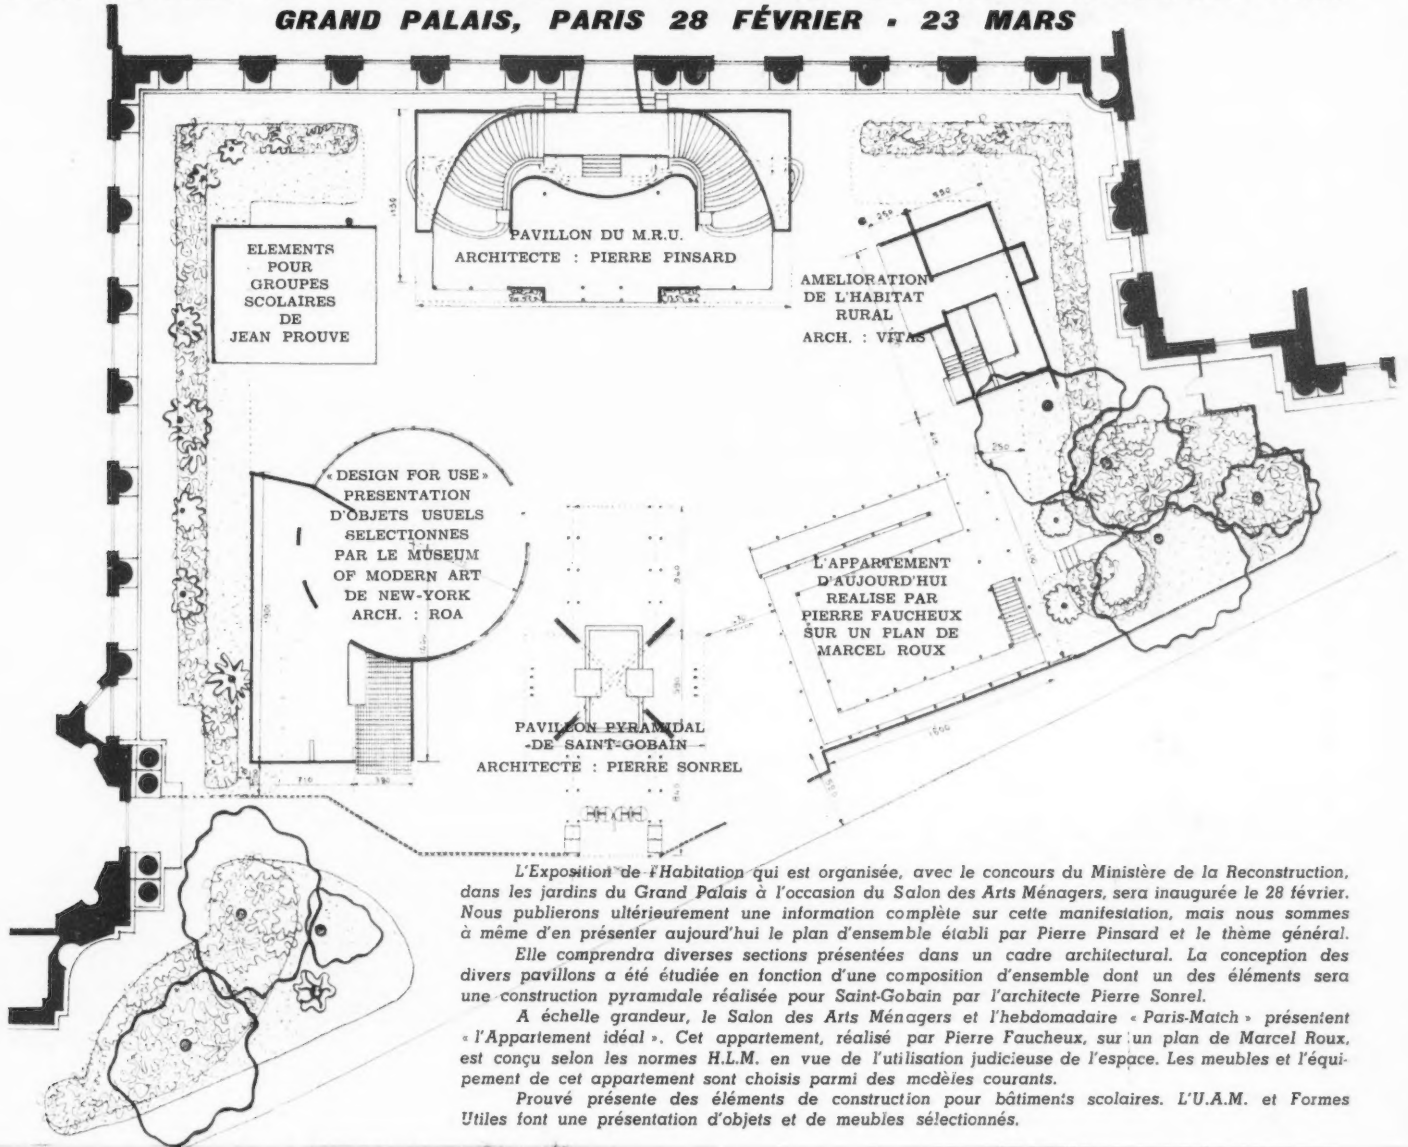 GRAND PALAIS, PARIS 28 FÉVRIER - 23 MARS
PAVILLON DU M.R.U.
ARCHITECTE : PIERRE PINSARD
ELEMENTS
POUR
GROUPES
SCOLAIRES
DE
JEAN PROUVE
550
250
AMELIORATION
DE L'HABITAT
RURAL
ARCH. : VITAS
250
« DESIGN FOR USE »
PRESENTATION
D'OBJETS USUELS
SELECTIONNES
PAR LE MUSEUM
OF MODERN ART
DE NEW-YORK
ARCH. : ROA
L'APPARTEMENT
D'AUJOURD'HUI
REALISE PAR
PIERRE FAUCHEUX
SUR UN PLAN DE
MARCEL ROUX
1600
PAVILLON PYRAMIDAL
-DE SAINT-GOBAIN-
ARCHITECTE : PIERRE SONREL
710
390
840
L'Exposition de l'Habitation qui est organisée, avec le concours du Ministère de la Reconstruction,
dans les jardins du Grand Palais à l'occasion du Salon des Arts Ménagers, sera inaugurée le 28 février.
Nous publierons ultérieurement une information complète sur cette manifestation, mais nous sommes
à même d'en présenter aujourd'hui le plan d'ensemble établi par Pierre Pinsard et le thème général.
Elle comprendra diverses sections présentées dans un cadre architectural. La conception des
divers pavillons a été étudiée en fonction d'une composition d'ensemble dont un des éléments sera
une construction pyramidale réalisée pour Saint-Gobain par l'architecte Pierre Sonrel.
A échelle grandeur, le Salon des Arts Ménagers et l'hebdomadaire « Paris-Match » présentent
« l'Appartement idéal ». Cet appartement, réalisé par Pierre Faucheux, sur un plan de Marcel Roux,
est conçu selon les normes H.L.M. en vue de l'utilisation judicieuse de l'espace. Les meubles et l'équi-
pement de cet appartement sont choisis parmi des modèles courants.
Prouvé présente des éléments de construction pour bâtiments scolaires. L'U.A.M. et Formes
Utiles font une présentation d'objets et de meubles sélectionnés.